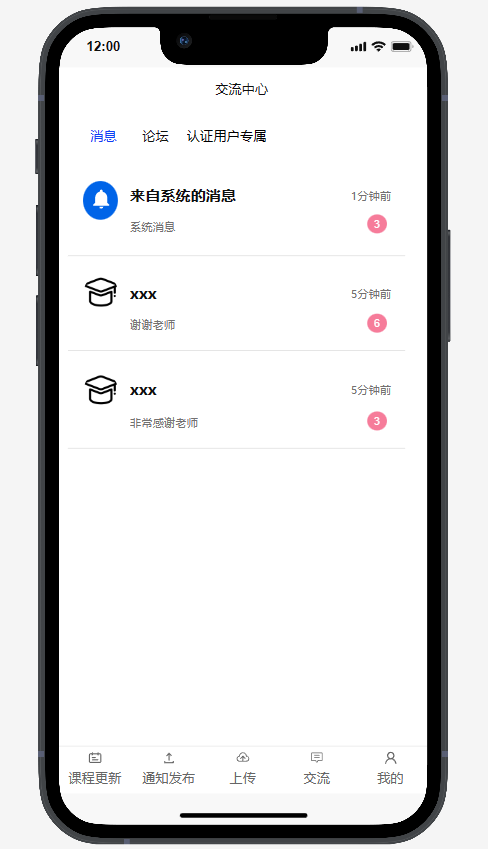 12:00
交流中心
消息 论坛 认证用户专属
来自系统的消息 1分钟前
系统消息 3
xxx 5分钟前
谢谢老师 6
xxx 5分钟前
非常感谢老师 3
课程更新 通知发布 上传 交流 我的